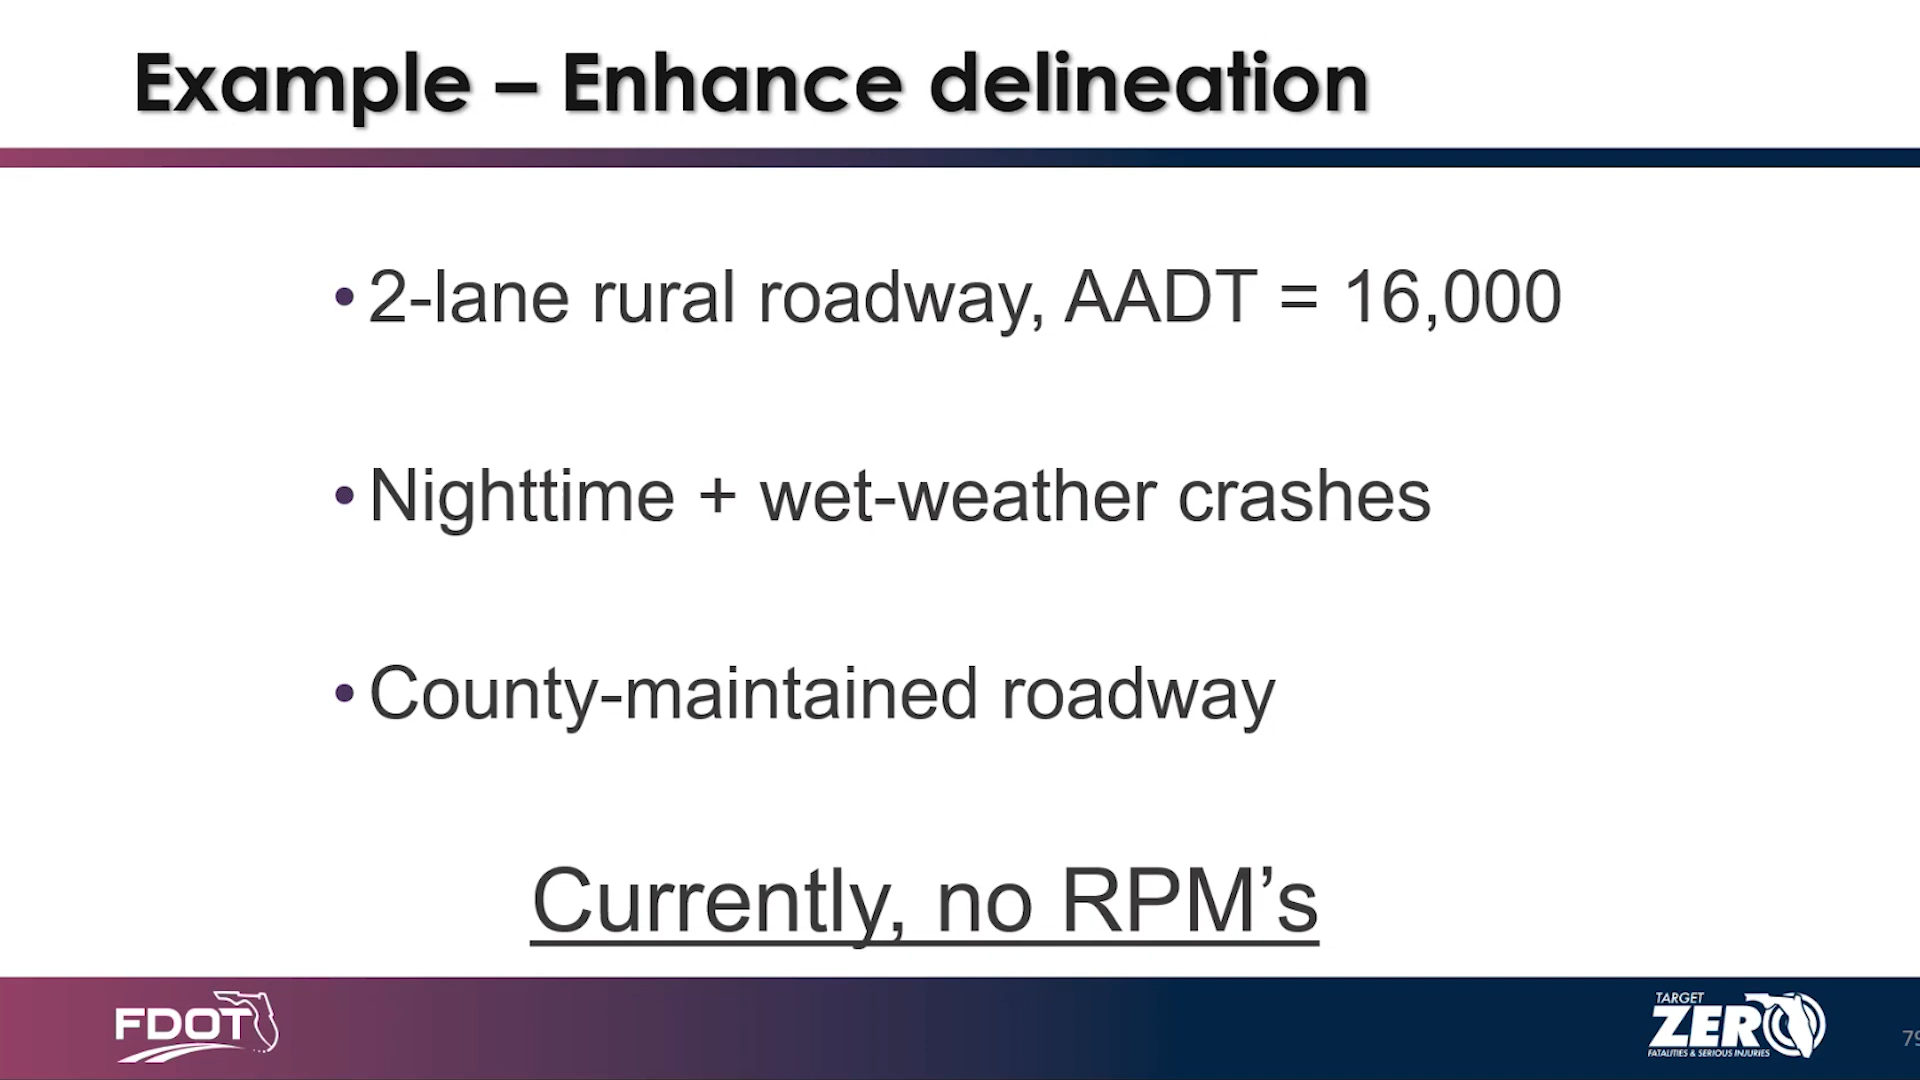 Example – Enhance delineation
• 2-lane rural roadway, AADT = 16,000
• Nighttime + wet-weather crashes
• County-maintained roadway
Currently, no RPM’s
FDOT
TARGET
ZERO
FATALITIES & SERIOUS INJURIES
79